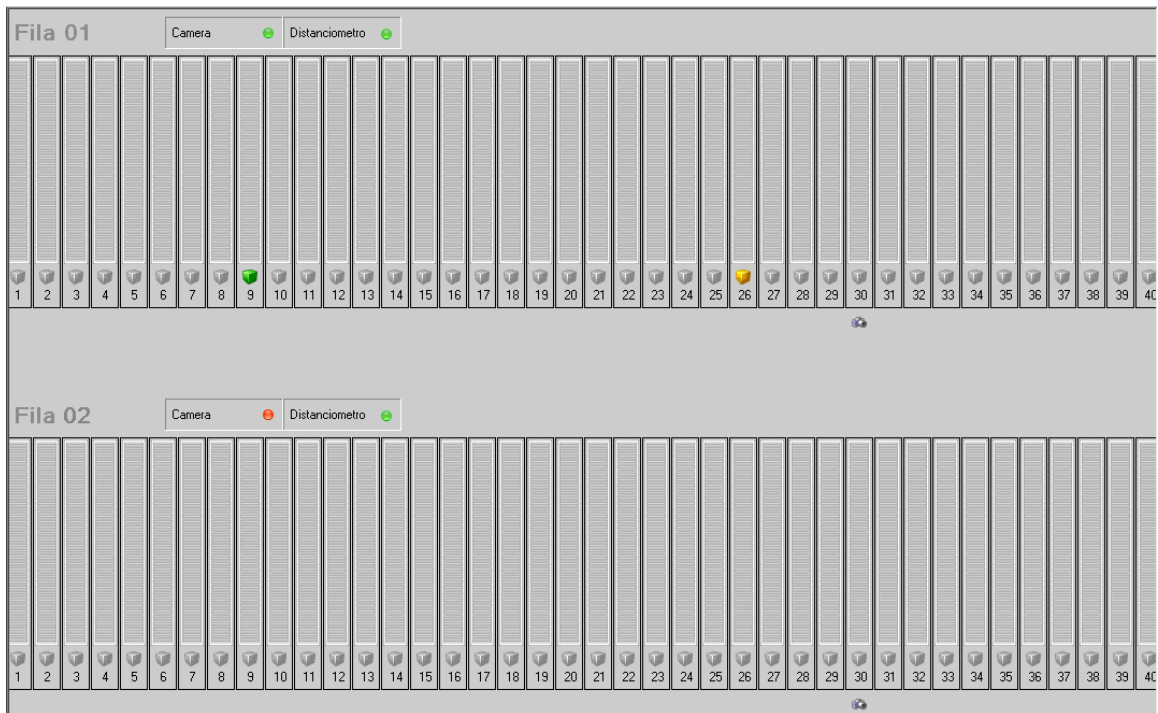 Fila 01 Camera Distanciometro
1 2 3 4 5 6 7 8 9 10 11 12 13 14 15 16 17 18 19 20 21 22 23 24 25 26 27 28 29 30 31 32 33 34 35 36 37 38 39 40
Fila 02 Camera Distanciometro
1 2 3 4 5 6 7 8 9 10 11 12 13 14 15 16 17 18 19 20 21 22 23 24 25 26 27 28 29 30 31 32 33 34 35 36 37 38 39 40